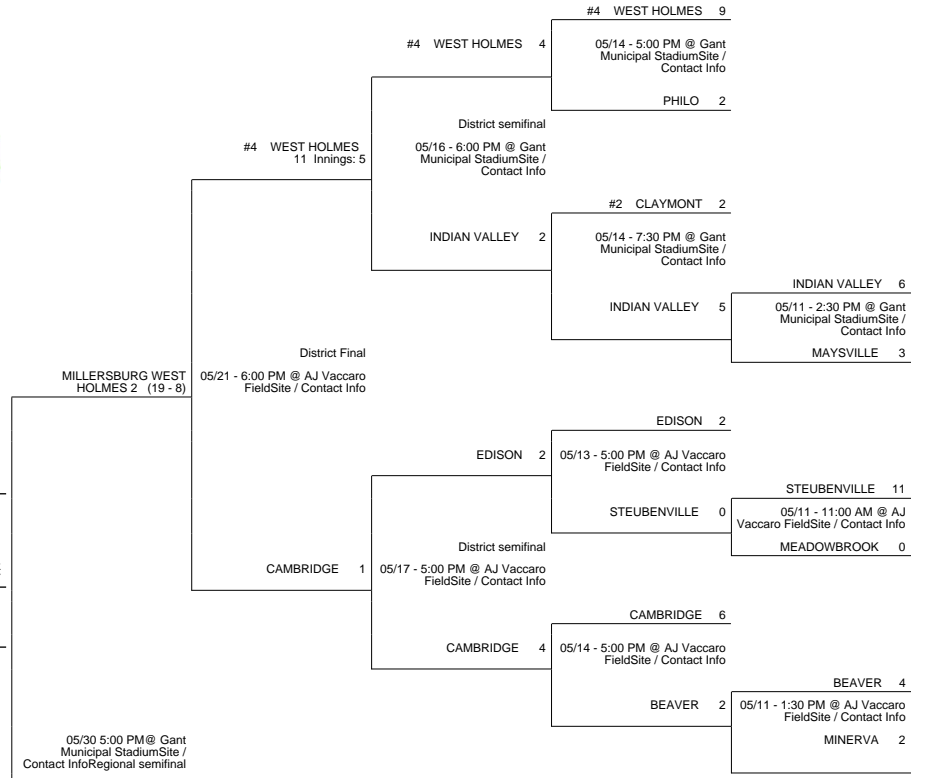 #4 WEST HOLMES 9
#4 WEST HOLMES 4
05/14 - 5:00 PM @ Gant
Municipal StadiumSite /
Contact Info
PHILO 2
District semifinal
#4 WEST HOLMES
11 Innings: 5
05/16 - 6:00 PM @ Gant
Municipal StadiumSite /
Contact Info
#2 CLAYMONT 2
INDIAN VALLEY 2
05/14 - 7:30 PM @ Gant
Municipal StadiumSite /
Contact Info
INDIAN VALLEY 6
INDIAN VALLEY 5
05/11 - 2:30 PM @ Gant
Municipal StadiumSite /
Contact Info
MAYSVILLE 3
District Final
MILLERSBURG WEST
HOLMES 2 (19 - 8)
05/21 - 6:00 PM @ AJ Vaccaro
FieldSite / Contact Info
EDISON 2
EDISON 2
05/13 - 5:00 PM @ AJ Vaccaro
FieldSite / Contact Info
STEUBENVILLE 11
STEUBENVILLE 0
05/11 - 11:00 AM @ AJ
Vaccaro FieldSite / Contact Info
MEADOWBROOK 0
District semifinal
CAMBRIDGE 1
05/17 - 5:00 PM @ AJ Vaccaro
FieldSite / Contact Info
CAMBRIDGE 6
CAMBRIDGE 4
05/14 - 5:00 PM @ AJ Vaccaro
FieldSite / Contact Info
BEAVER 4
BEAVER 2
05/11 - 1:30 PM @ AJ Vaccaro
FieldSite / Contact Info
MINERVA 2
05/30 5:00 PM@ Gant
Municipal StadiumSite /
Contact InfoRegional semifinal